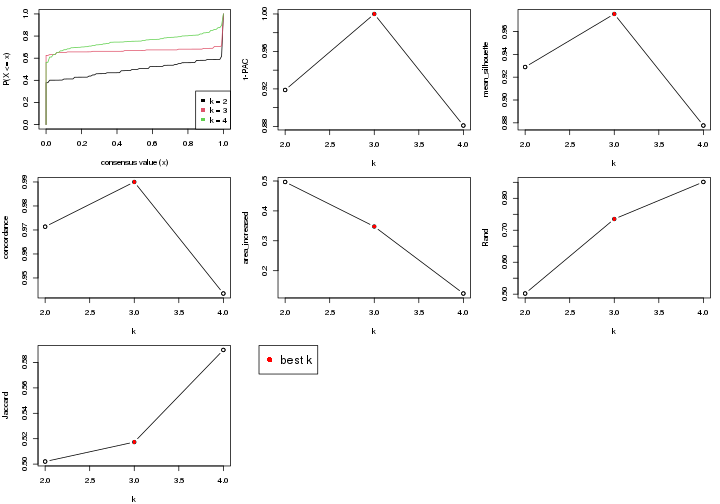 P(X <= x)
0.0 0.2 0.4 0.6 0.8 1.0
k = 2
k = 3
k = 4
0.0 0.2 0.4 0.6 0.8 1.0
consensus value (x)
1-PAC
0.88 0.92 0.96 1.00
2.0 2.5 3.0 3.5 4.0
k
mean_silhouette
0.88 0.90 0.92 0.94 0.96
2.0 2.5 3.0 3.5 4.0
k
concordance
0.95 0.96 0.97 0.98 0.99
2.0 2.5 3.0 3.5 4.0
k
area_increased
0.2 0.3 0.4 0.5
2.0 2.5 3.0 3.5 4.0
k
Rand
0.50 0.60 0.70 0.80
2.0 2.5 3.0 3.5 4.0
k
Jaccard
0.50 0.52 0.54 0.56 0.58
2.0 2.5 3.0 3.5 4.0
k
best k